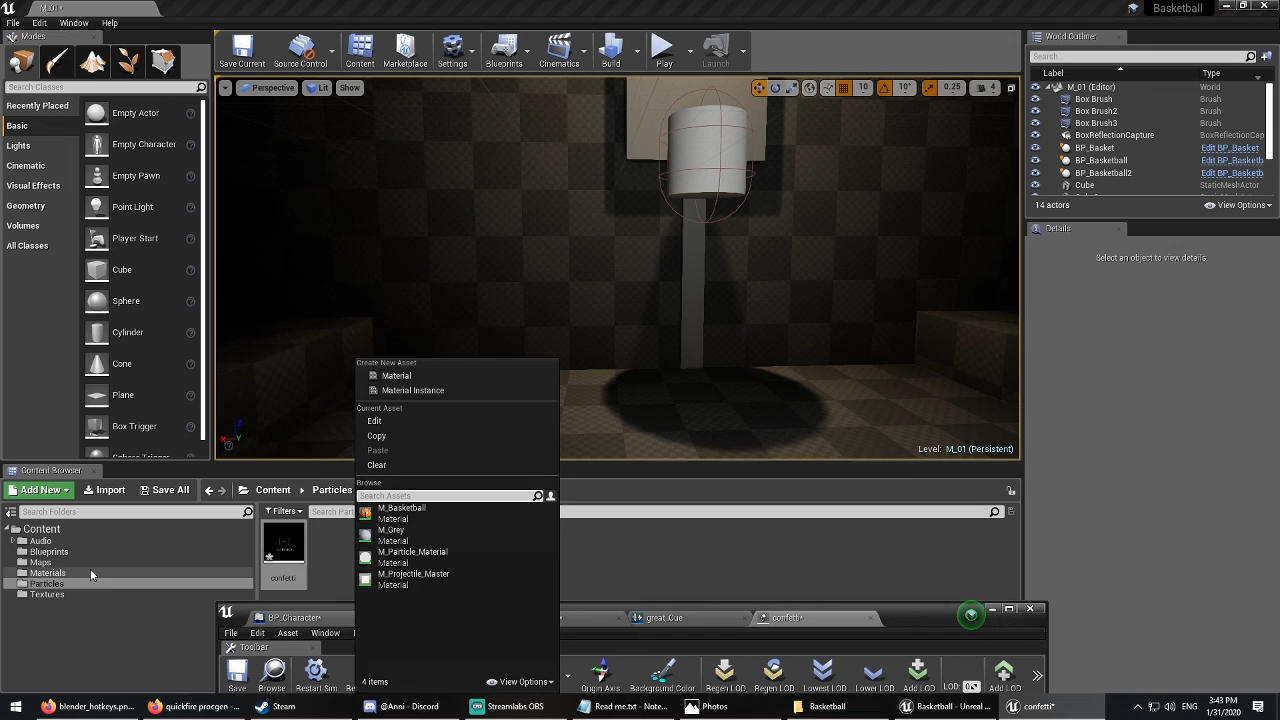 M_01*
Basketball
File Edit Window Help
Modes
Search Classes
Recently Placed
Basic
Lights
Cinematic
Visual Effects
Geometry
Volumes
All Classes
Empty Actor
Empty Character
Empty Pawn
Point Light
Player Start
Cube
Sphere
Cylinder
Cone
Plane
Box Trigger
Sphere Trigger
Save Current Source Control Content Marketplace Settings Blueprints Cinematics Build Play Launch
Perspective Lit Show 10 10° 0.25 4
Level: M_01 (Persistent)
World Outliner
Search...
Label Type
M_01 (Editor) World
Box Brush Brush
Box Brush2 Brush
Box Brush3 Brush
BoxReflectionCapture BoxReflectionCap
BP_Basket Edit BP_Basket
BP_Basketball Edit BP_Basketb
BP_Basketball2 Edit BP_Basketb
Cube StaticMeshActor
14 actors View Options
Details
Select an object to view details
Content Browser
Add New Import Save All Content Particles
Search Folders
Filters Search Part
Content
Audio
Blueprints
Maps
Materials
Particles
Textures
confetti
Create New Asset
Material
Material Instance
Current Asset
Edit
Copy
Paste
Clear
Browse
Search Assets
M_Basketball
Material
M_Grey
Material
M_Particle_Material
Material
M_Projectile_Master
Material
4 items View Options
BP_Character* great_Cue confetti*
File Edit Asset Window
Toolbar
Save Browse Restart Sim Origin Axis Background Color Regen LOD Regen LOD Lowest LOD Lower LOD Add LOD LOD: 0 Add LOD
blender_hotkeys.pn... quickfire procgen - ... Steam @Anni - Discord Streamlabs OBS Read me.txt - Note... Photos Basketball Basketball - Unreal ... confetti*
3:43 PM
1/31/2020